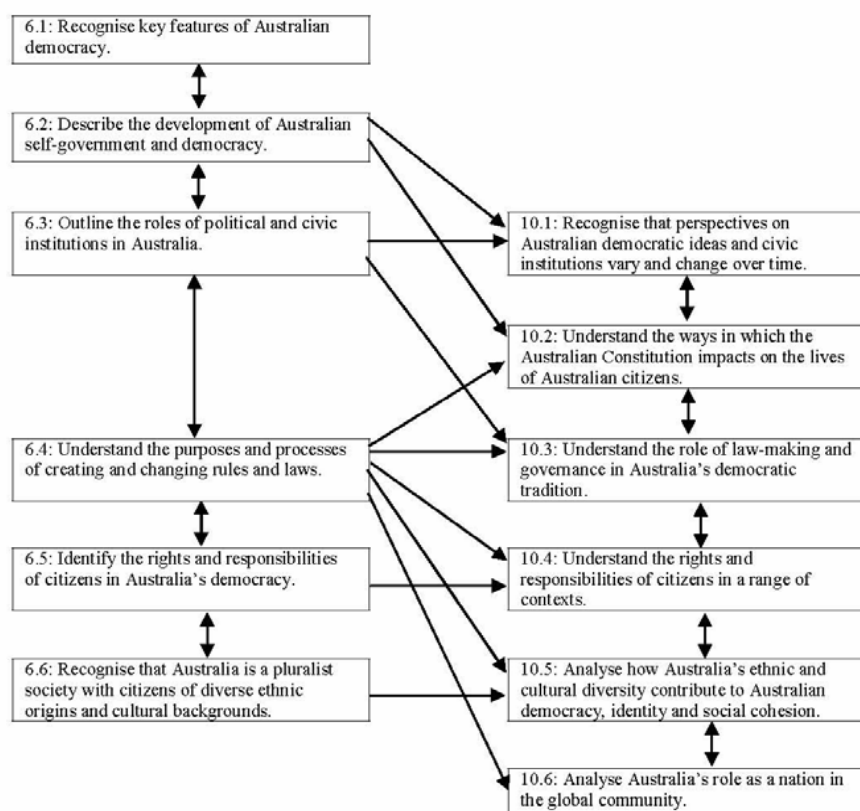 6.1: Recognise key features of Australian
democracy.
6.2: Describe the development of Australian
self-government and democracy.
6.3: Outline the roles of political and civic
institutions in Australia.
6.4: Understand the purposes and processes
of creating and changing rules and laws.
6.5: Identify the rights and responsibilities
of citizens in Australia's democracy.
6.6: Recognise that Australia is a pluralist
society with citizens of diverse ethnic
origins and cultural backgrounds.
10.1: Recognise that perspectives on
Australian democratic ideas and civic
institutions vary and change over time.
10.2: Understand the ways in which the
Australian Constitution impacts on the lives
of Australian citizens.
10.3: Understand the role of law-making and
governance in Australia's democratic
tradition.
10.4: Understand the rights and
responsibilities of citizens in a range of
contexts.
10.5: Analyse how Australia's ethnic and
cultural diversity contribute to Australian
democracy, identity and social cohesion.
10.6: Analyse Australia's role as a nation in
the global community.